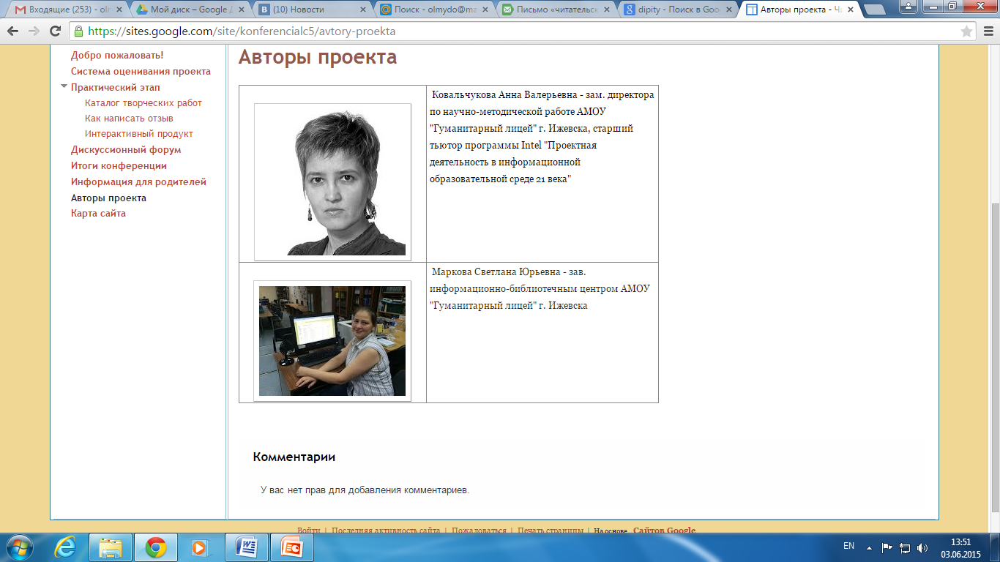 Входящие (253) - oln
Мой диск – Google Д
(10) Новости
Поиск - olmydo@ma
Письмо «читательск
dipity - Поиск в Goo
Авторы проекта - Чи
https://sites.google.com/site/konferencialc5/avtory-proekta
Добро пожаловать!
Система оценивания проекта
Практический этап
Каталог творческих работ
Как написать отзыв
Интерактивный продукт
Дискуссионный форум
Итоги конференции
Информация для родителей
Авторы проекта
Карта сайта
Авторы проекта
Ковальчукова Анна Валерьевна - зам. директора
по научно-методической работе АМОУ
"Гуманитарный лицей" г. Ижевска, старший
тьютор программы Intel "Проектная
деятельность в информационной
образовательной среде 21 века"
Маркова Светлана Юрьевна - зав.
информационно-библиотечным центром АМОУ
"Гуманитарный лицей" г. Ижевска
Комментарии
У вас нет прав для добавления комментариев.
Войти | Последняя активность сайта | Пожаловаться | Печать страницы | На основе Сайтов Google
EN
13:51
03.06.2015